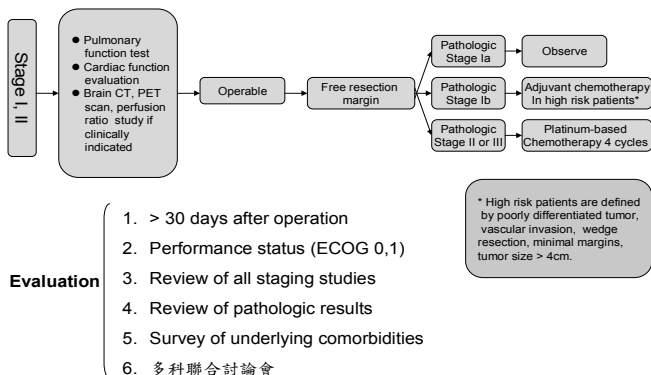 Stage I, II
● Pulmonary
function test
● Cardiac function
evaluation
● Brain CT, PET
scan, perfusion
ratio study if
clinically
indicated
Operable
Free resection
margin
Pathologic
Stage Ia
Observe
Pathologic
Stage Ib
Adjuvant chemotherapy
In high risk patients*
Pathologic
Stage II or III
Platinum-based
Chemotherapy 4 cycles
* High risk patients are defined
by poorly differentiated tumor,
vascular invasion, wedge
resection, minimal margins,
tumor size > 4cm.
Evaluation
1. > 30 days after operation
2. Performance status (ECOG 0,1)
3. Review of all staging studies
4. Review of pathologic results
5. Survey of underlying comorbidities
6. 多科聯合討論會